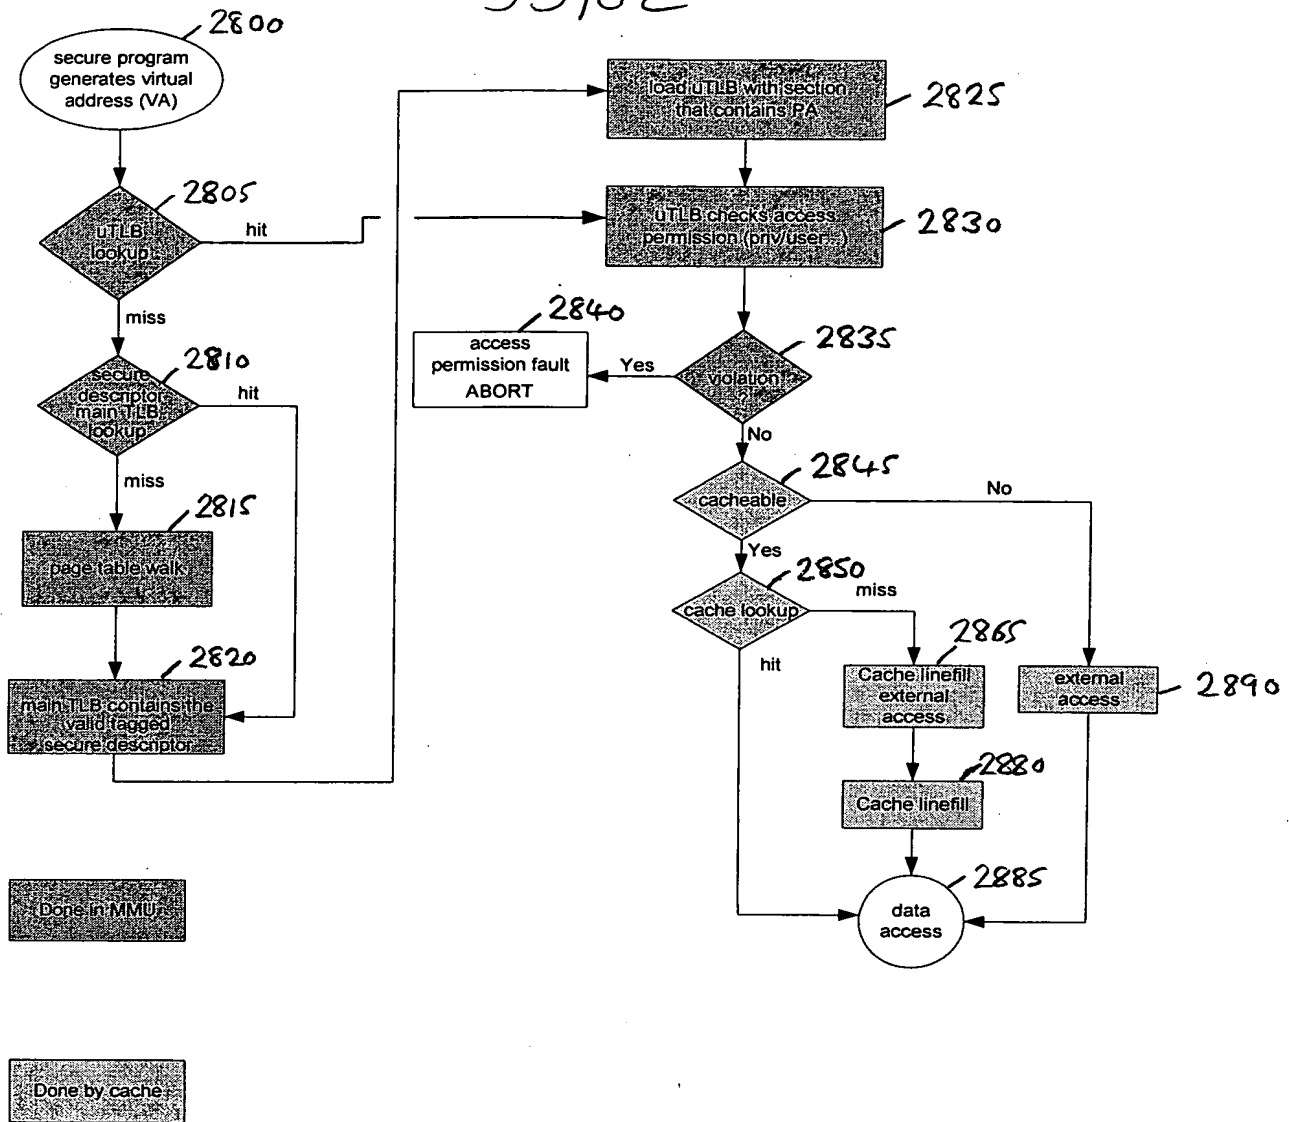 2800
secure program
generates virtual
address (VA)
2805
uTLB
lookup
hit
miss
2810
secure
descriptor
main TLB
lookup
hit
miss
2815
page table walk
2820
main TLB contains the
valid tagged
secure descriptor
load uTLB with section
that contains PA
2825
uTLB checks access
permission (priv/user...)
2830
2840
access
permission fault
ABORT
Yes
2835
violation
?
No
2845
cacheable
No
Yes
2850
cache lookup
miss
hit
2865
Cache linefill
external
access
external
access
2890
2880
Cache linefill
2885
data
access
Done in MMU
Done by cache